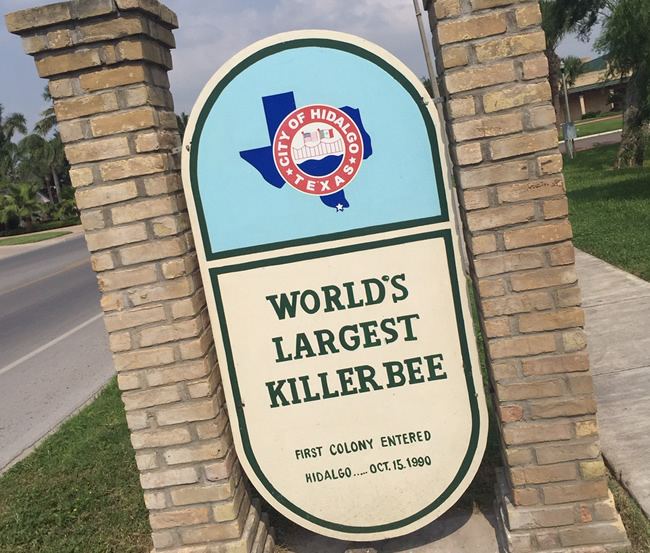 CITY OF HIDALGO
TEXAS
WORLD'S
LARGEST
KILLER BEE
FIRST COLONY ENTERED
HIDALGO..... OCT. 15. 1990